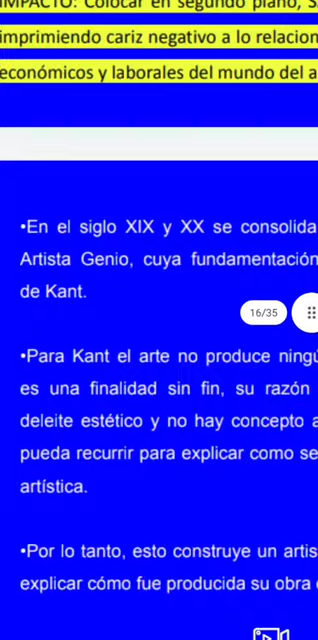 IMPACTO: Colocar en segundo plano,
imprimiendo cariz negativo a lo relacion
económicos y laborales del mundo del a
•En el siglo XIX y XX se consolida
Artista Genio, cuya fundamentación
de Kant.
16/35
•Para Kant el arte no produce ningú
es una finalidad sin fin, su razón
deleite estético y no hay concepto a
pueda recurrir para explicar como se
artística.
•Por lo tanto, esto construye un artis
explicar cómo fue producida su obra